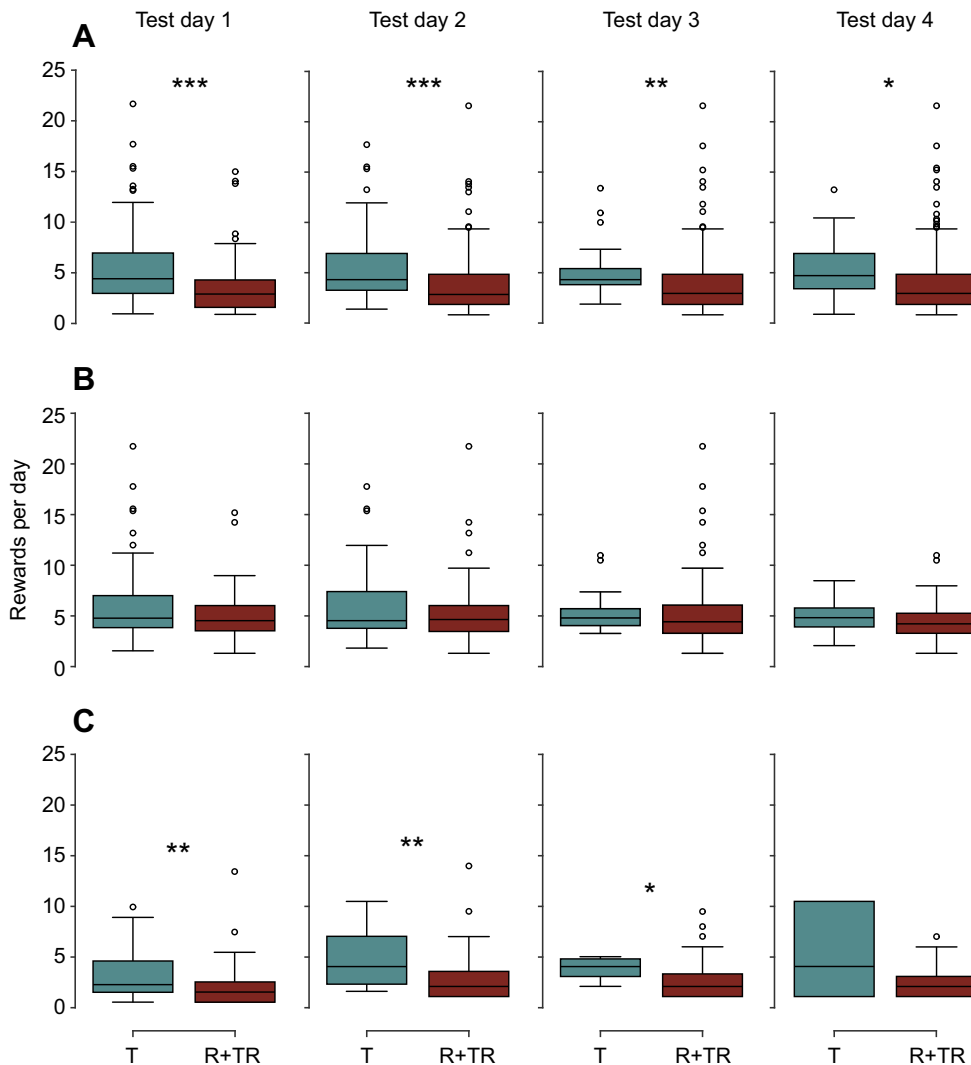 Test day 1 Test day 2 Test day 3 Test day 4
A
25 *** *** ** *
20
15
10
5
0
B
25
20
15
10
5
0
Rewards per day
C
25
20
15 ** ** *
10
5
0
T R+TR T R+TR T R+TR T R+TR